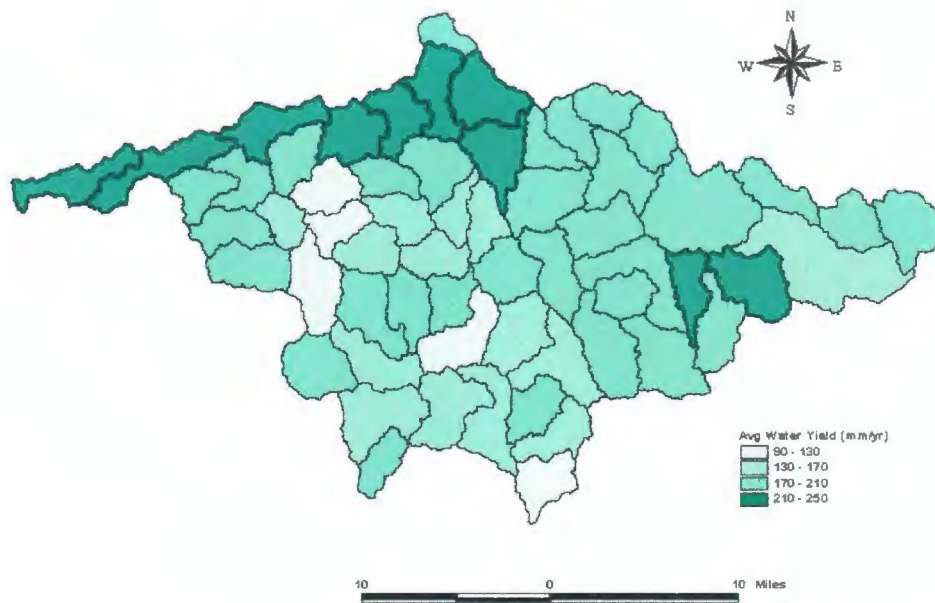 N
W E
S
Avg Water Yield (mm/yr)
90 - 130
130 - 170
170 - 210
210 - 250
10 0 10 Miles